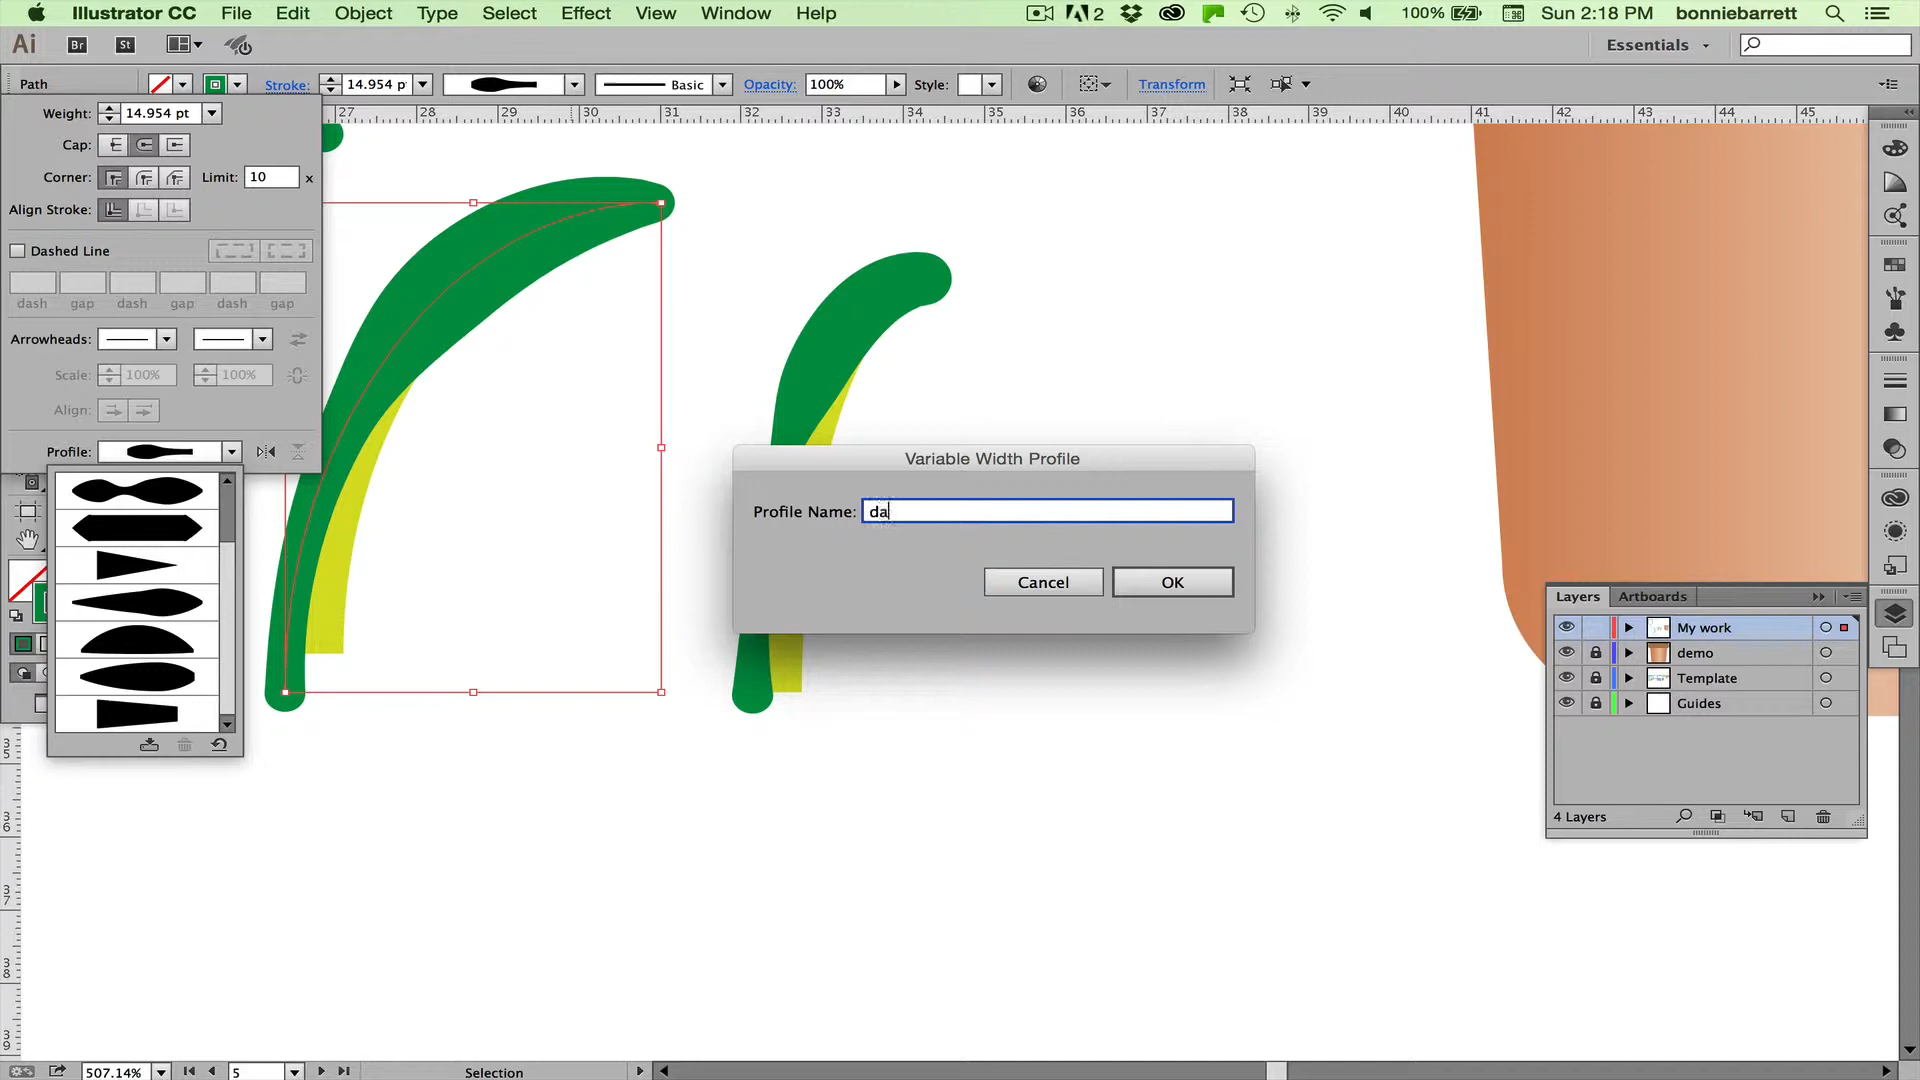 Illustrator CC File Edit Object Type Select Effect View Window Help 2 100% Sun 2:18 PM bonniebarrett
Ai Br St Essentials
Path Stroke: 14.954 p Basic Opacity: 100% Style: Transform
27 28 29 30 31 32 33 34 35 36 37 38 39 40 41 42 43 44 45
Weight: 14.954 pt
Cap:
Corner: Limit: 10 x
Align Stroke:
Dashed Line
dash gap dash gap dash gap
Arrowheads:
Scale: 100% 100%
Align:
Profile:
Variable Width Profile
Profile Name: da
Cancel OK
Layers Artboards
My work
demo
Template
Guides
4 Layers
35
36
37
38
39
507.14% 5 Selection